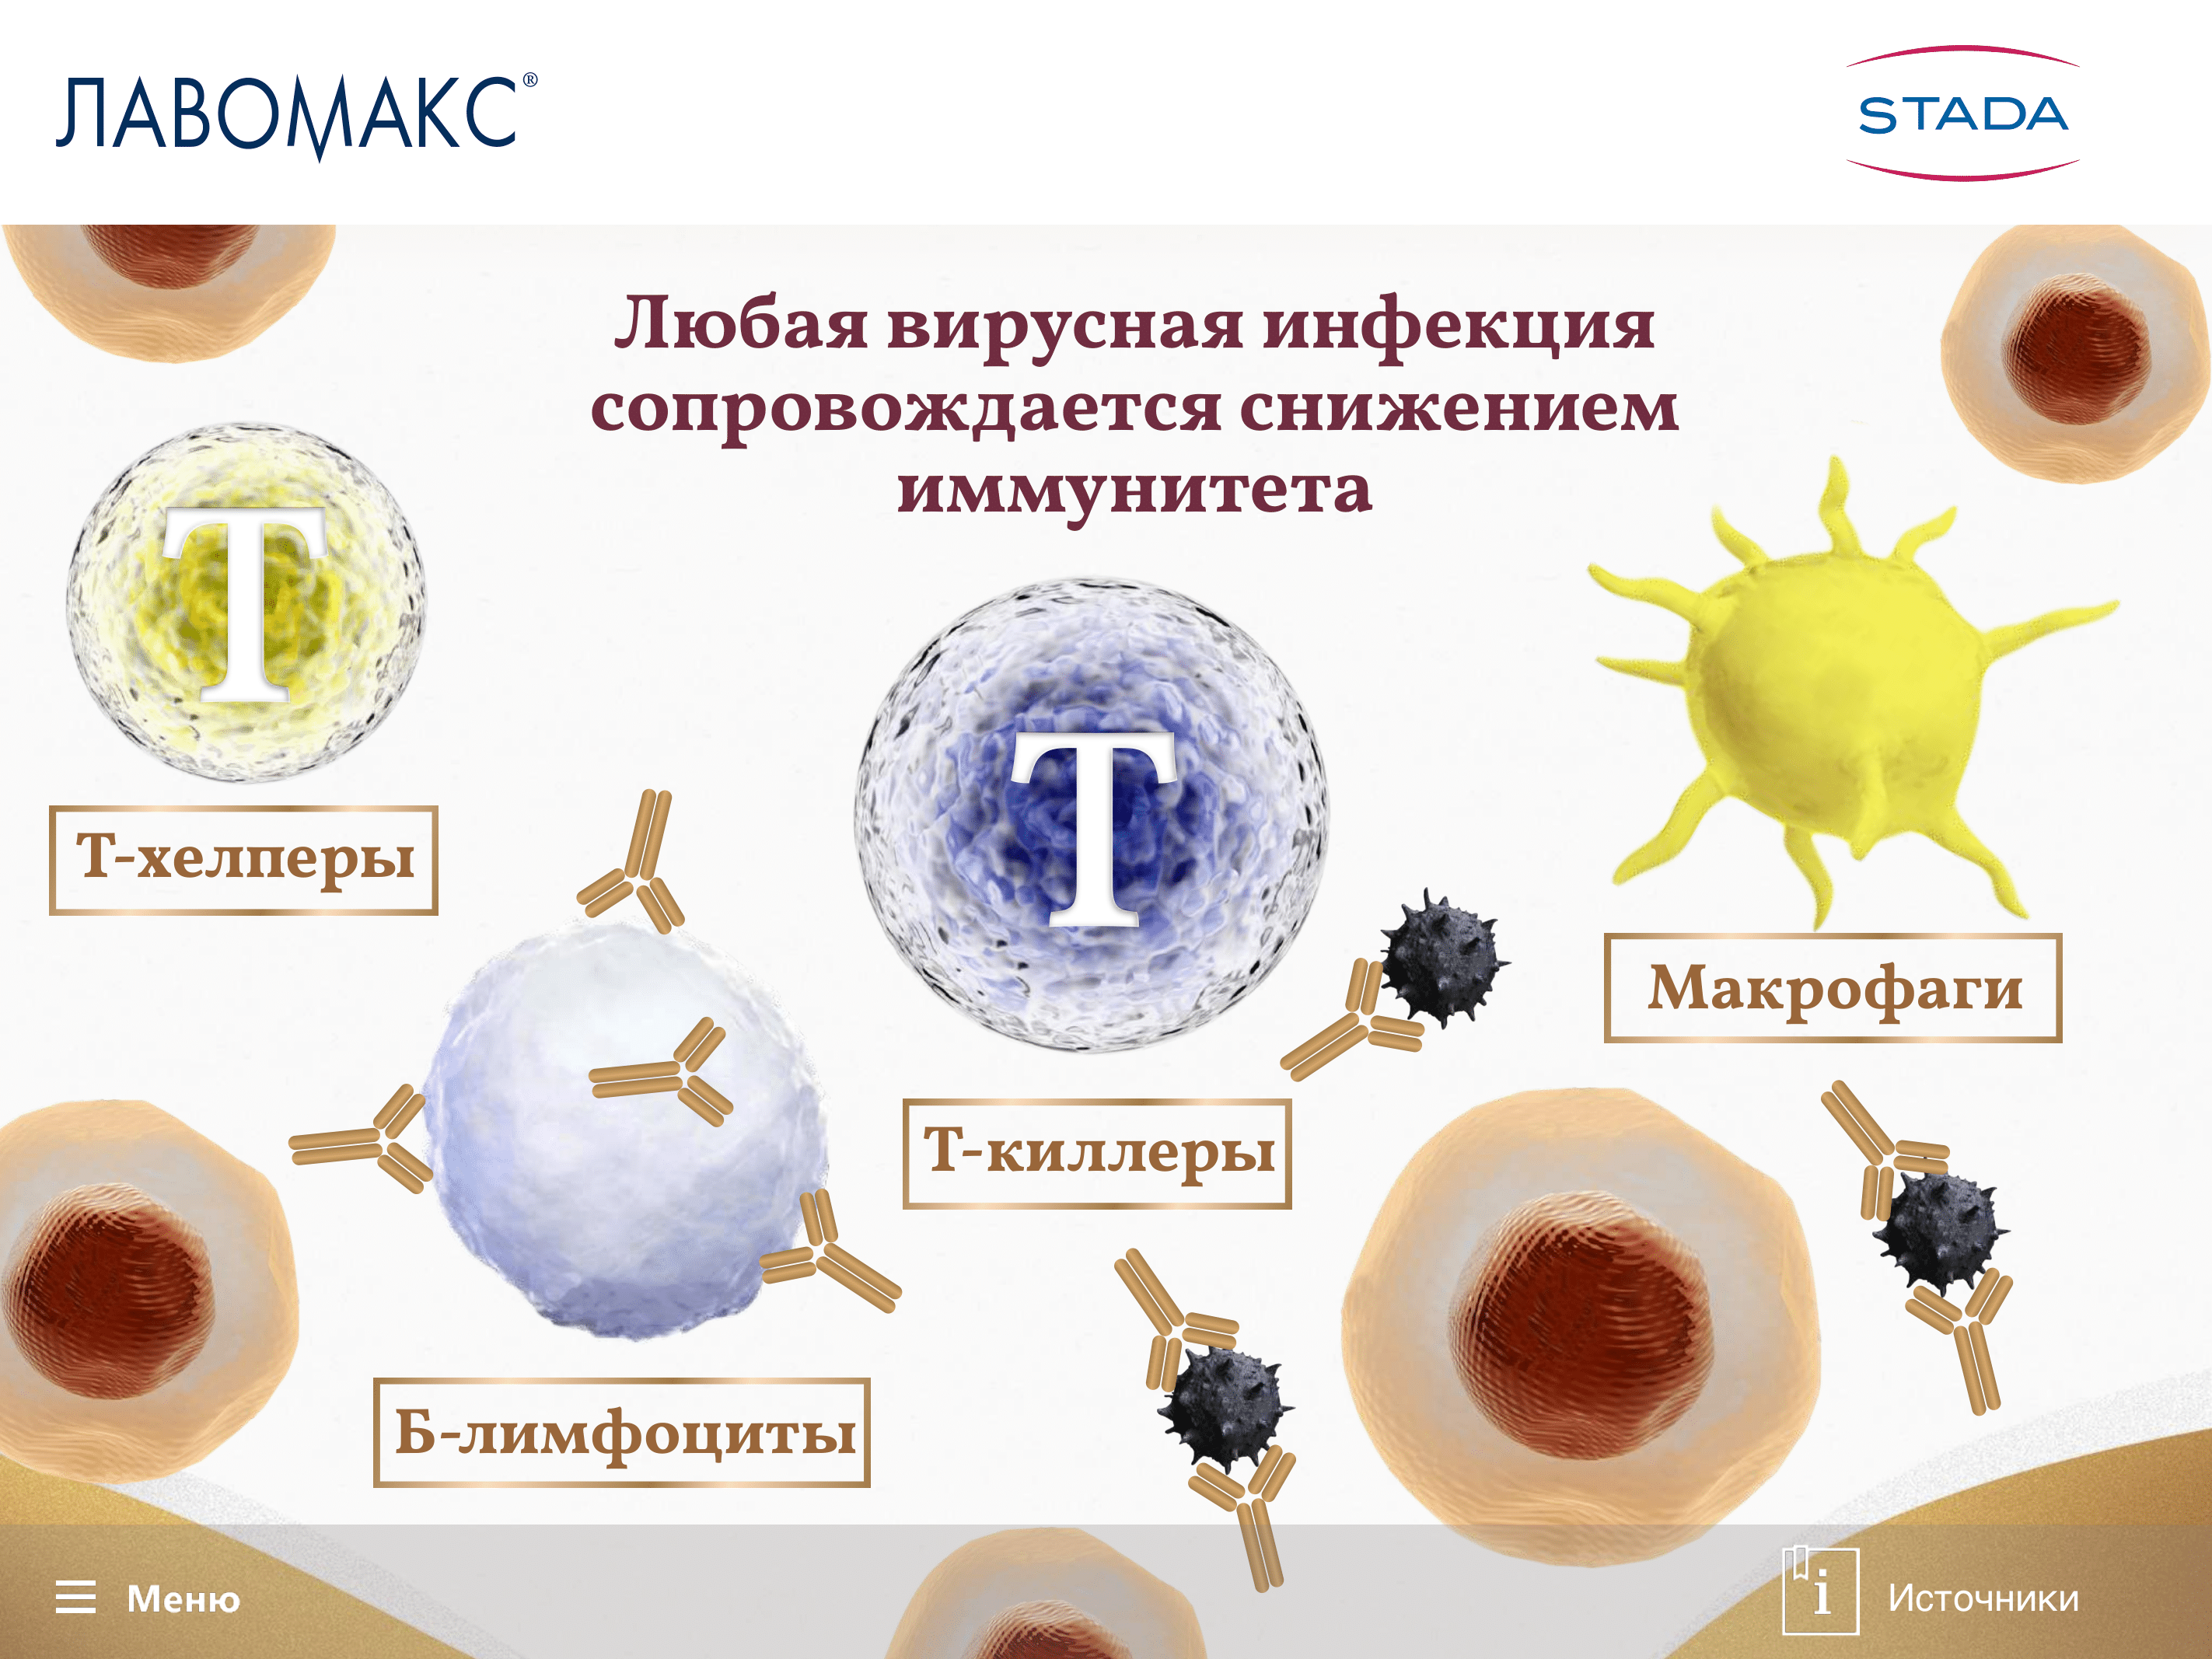 ЛАВОМАКС®
STADA
Любая вирусная инфекция
сопровождается снижением
иммунитета
Т
Т-хелперы
Т
Т-киллеры
Макрофаги
Б-лимфоциты
Меню
i
Источники